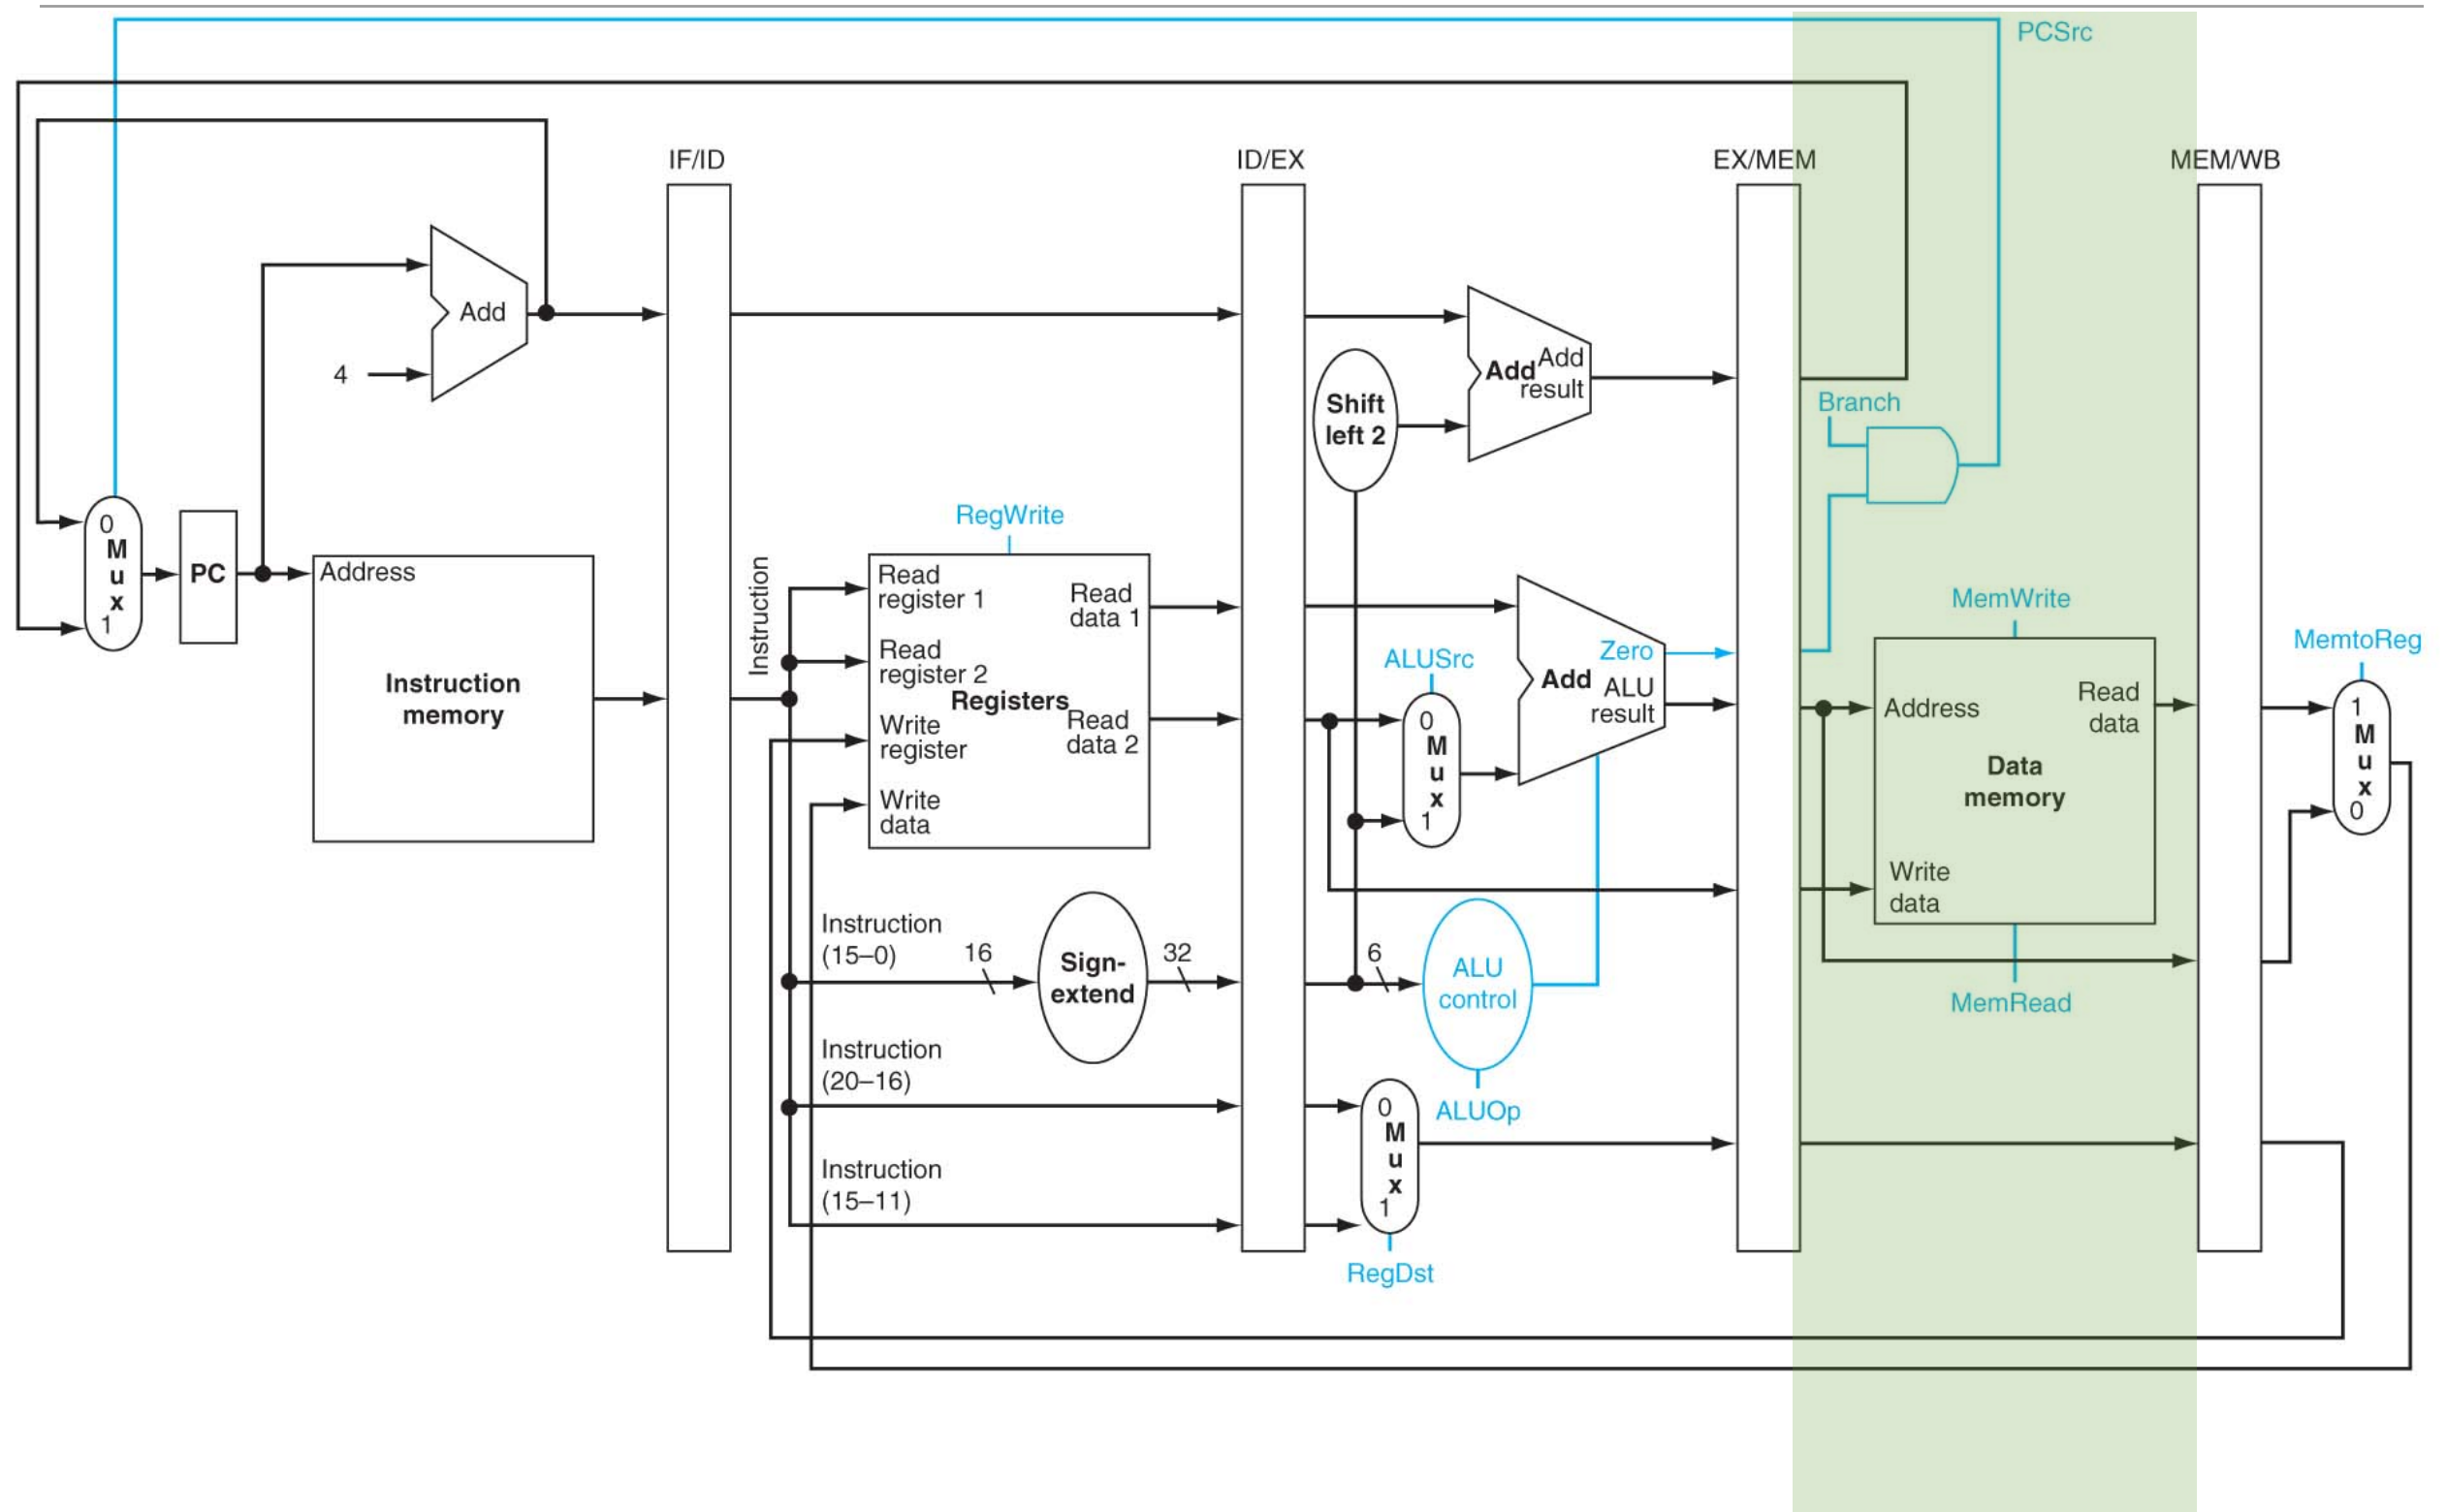 PCSrc
IF/ID
ID/EX
EX/MEM
MEM/WB
Add
4
Add
Add
result
Shift
left 2
Branch
0
M
u
x
1
PC
Address
Instruction
memory
Instruction
RegWrite
Read
register 1
Read
register 2
Write
register
Write
data
Registers
Read
data 1
Read
data 2
ALUSrc
0
M
u
x
1
Add
Zero
ALU
result
MemWrite
Address
Read
data
Data
memory
Write
data
MemRead
MemtoReg
1
M
u
x
0
Instruction
(15–0)
16
Sign-
extend
32
6
ALU
control
ALUOp
Instruction
(20–16)
Instruction
(15–11)
0
M
u
x
1
RegDst